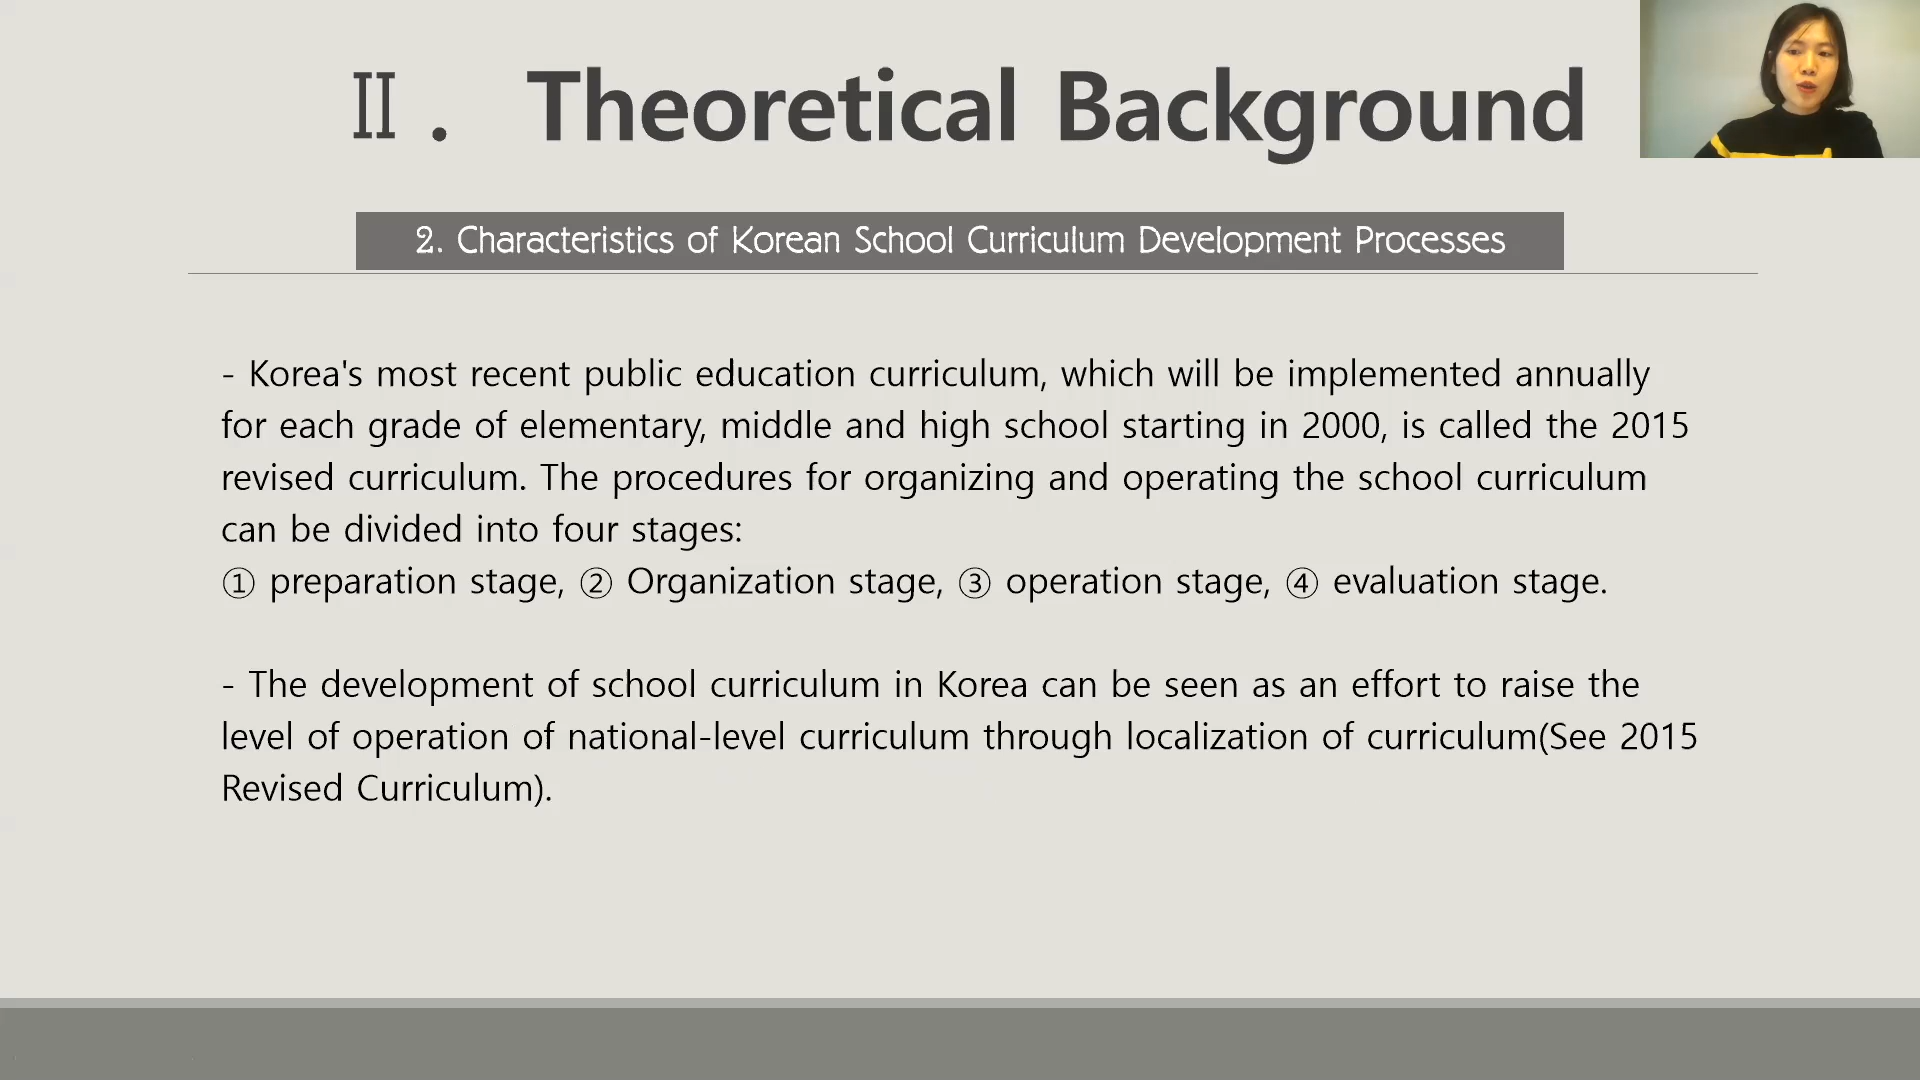 Ⅱ. Theoretical Background
2. Characteristics of Korean School Curriculum Development Processes
- Korea's most recent public education curriculum, which will be implemented annually
for each grade of elementary, middle and high school starting in 2000, is called the 2015
revised curriculum. The procedures for organizing and operating the school curriculum
can be divided into four stages:
① preparation stage, ② Organization stage, ③ operation stage, ④ evaluation stage.
- The development of school curriculum in Korea can be seen as an effort to raise the
level of operation of national-level curriculum through localization of curriculum(See 2015
Revised Curriculum).